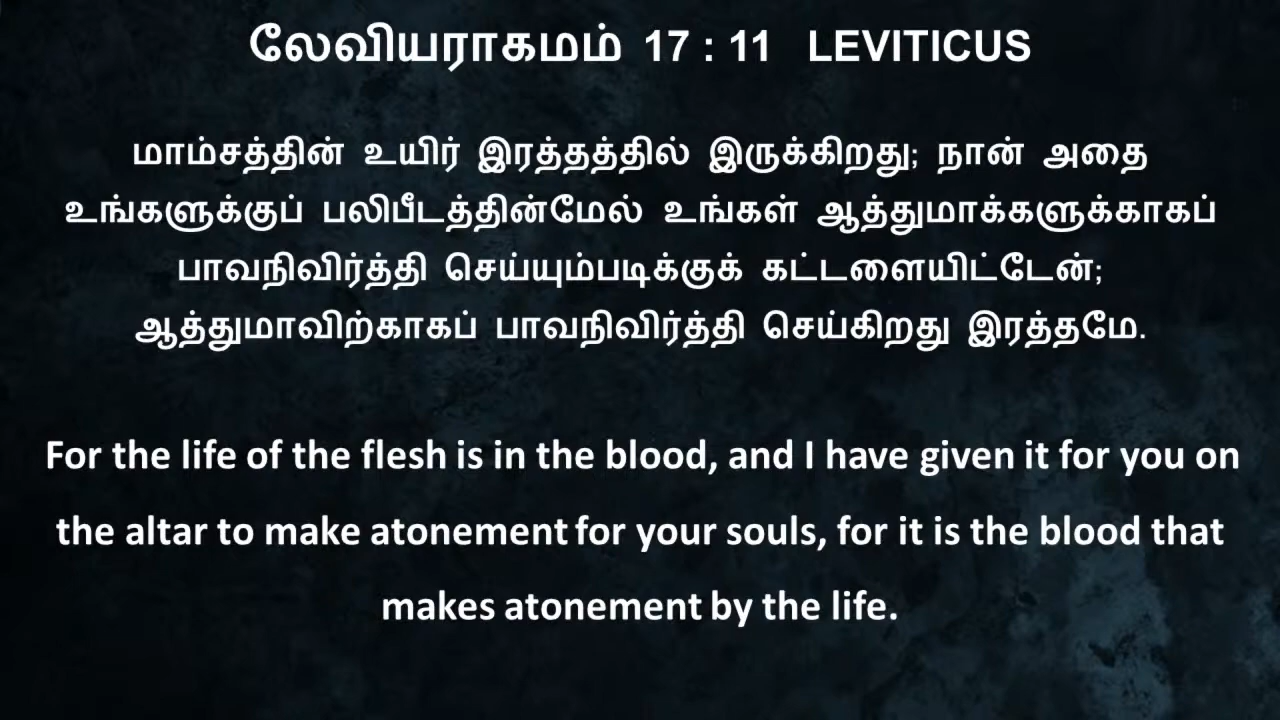 லேவியராகமம் 17 : 11 LEVITICUS
மாம்சத்தின் உயிர் இரத்தத்தில் இருக்கிறது; நான் அதை
உங்களுக்குப் பலிபீடத்தின்மேல் உங்கள் ஆத்துமாக்களுக்காகப்
பாவநிவிர்த்தி செய்யும்படிக்குக் கட்டளையிட்டேன்;
ஆத்துமாவிற்காகப் பாவநிவிர்த்தி செய்கிறது இரத்தமே.
For the life of the flesh is in the blood, and I have given it for you on
the altar to make atonement for your souls, for it is the blood that
makes atonement by the life.